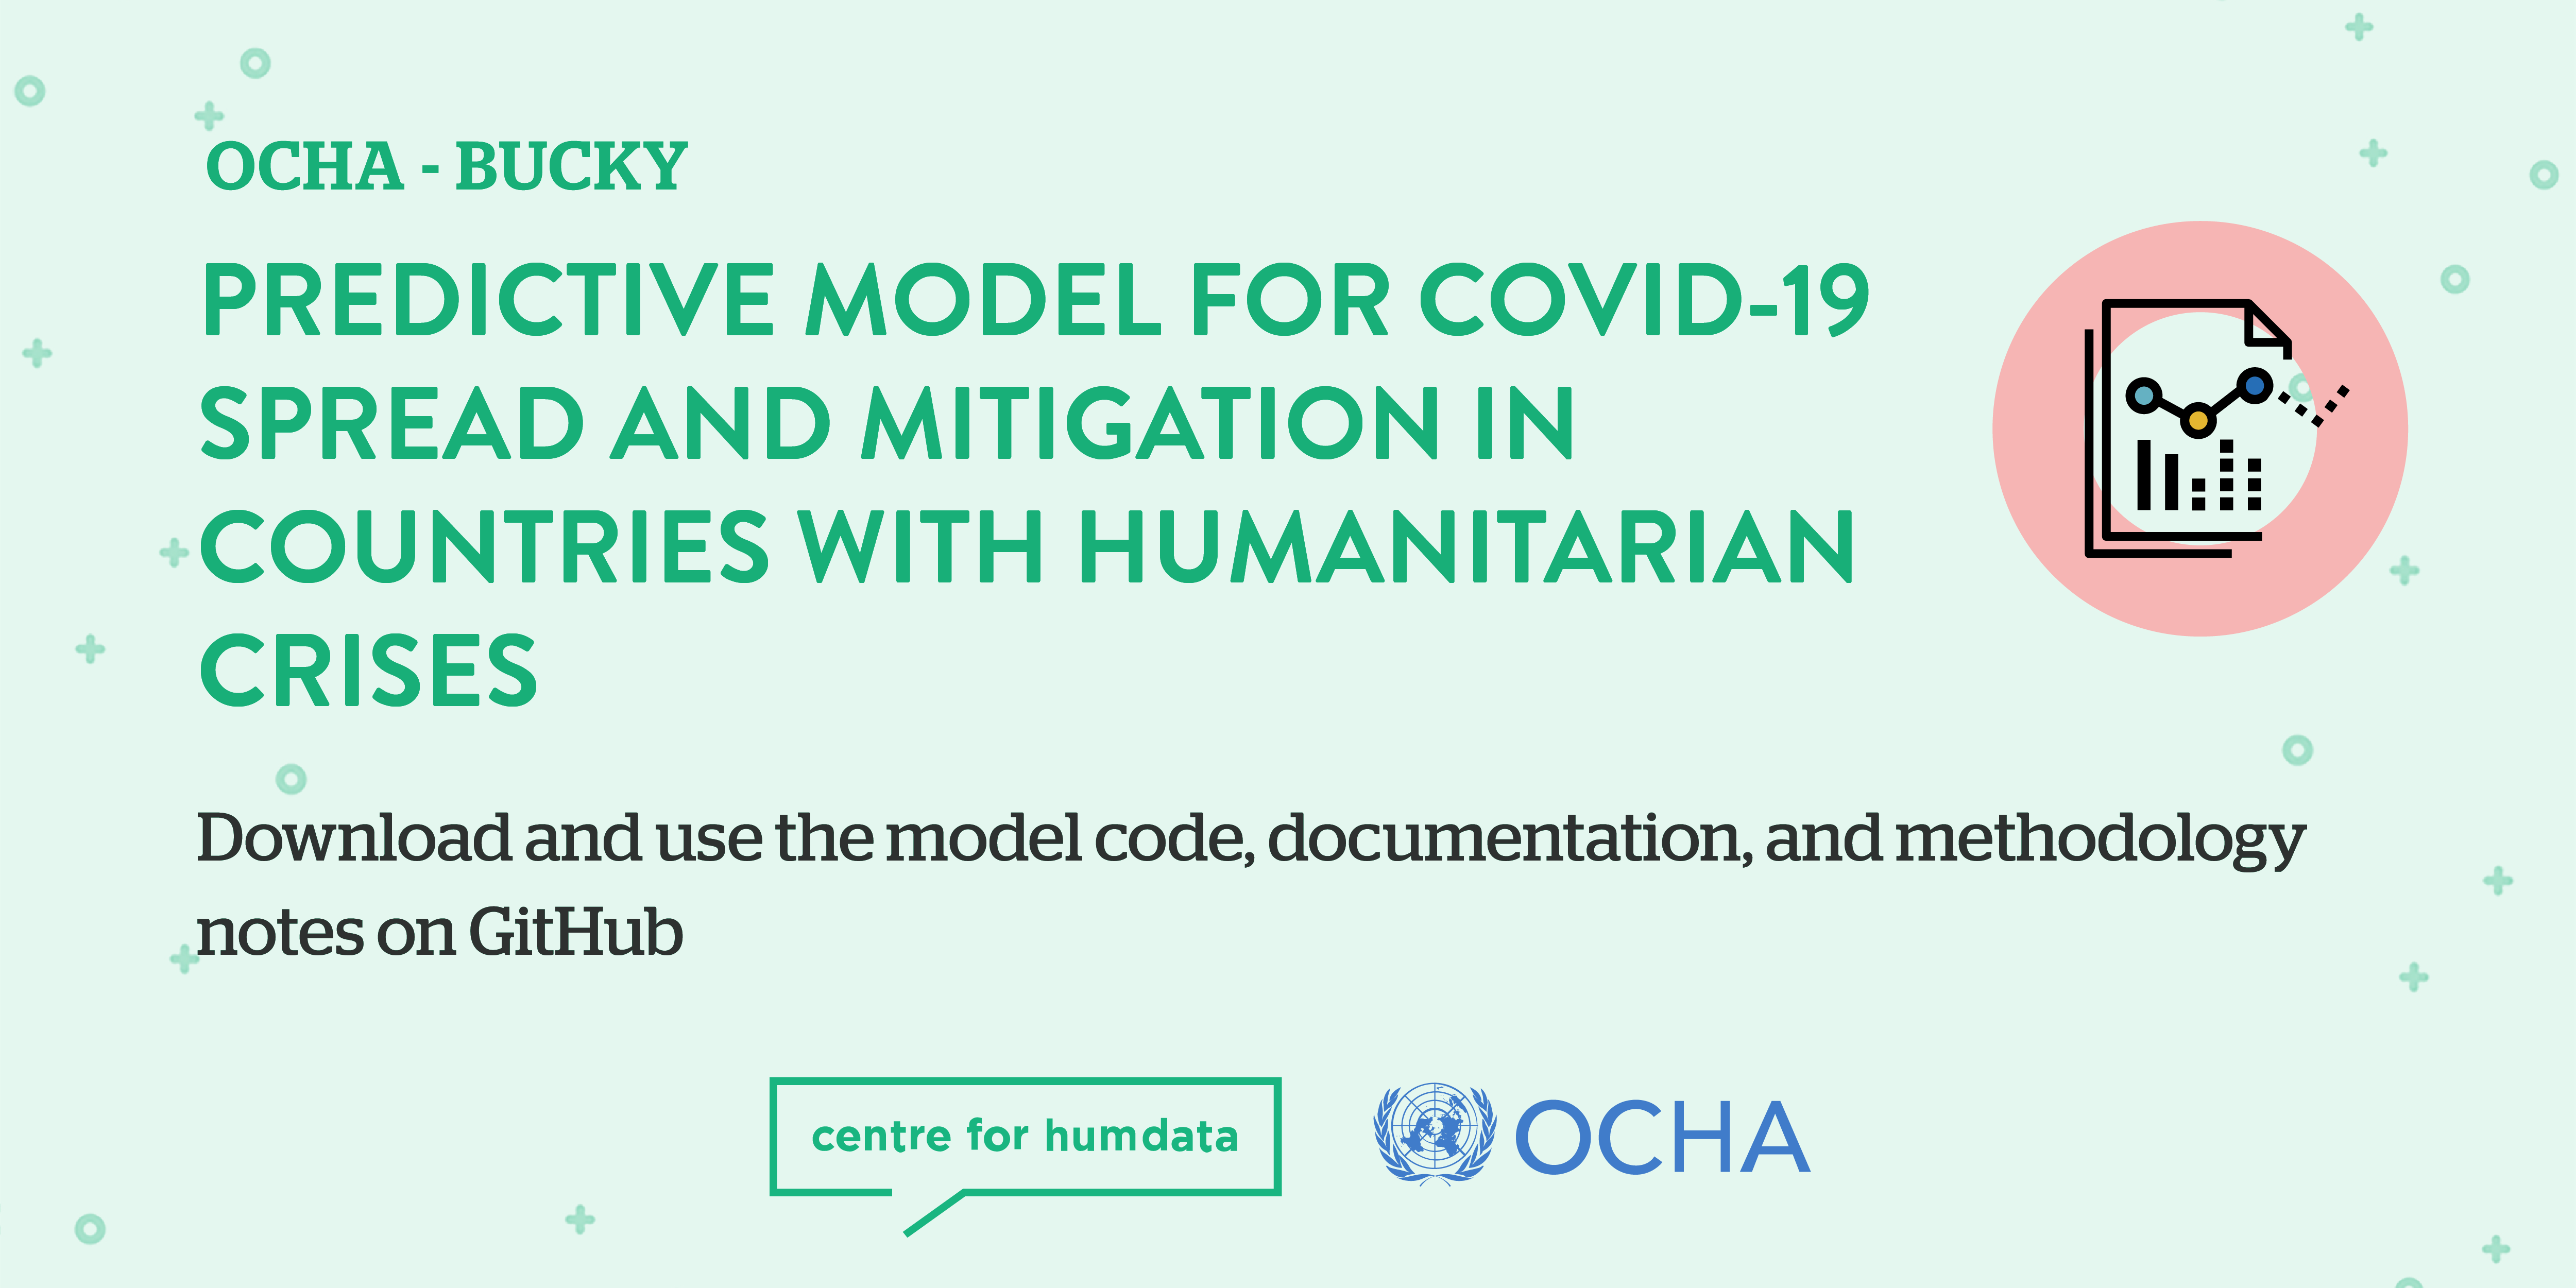 OCHA - BUCKY
PREDICTIVE MODEL FOR COVID-19
SPREAD AND MITIGATION IN
COUNTRIES WITH HUMANITARIAN
CRISES
Download and use the model code, documentation, and methodology
notes on GitHub
centre for humdata
OCHA